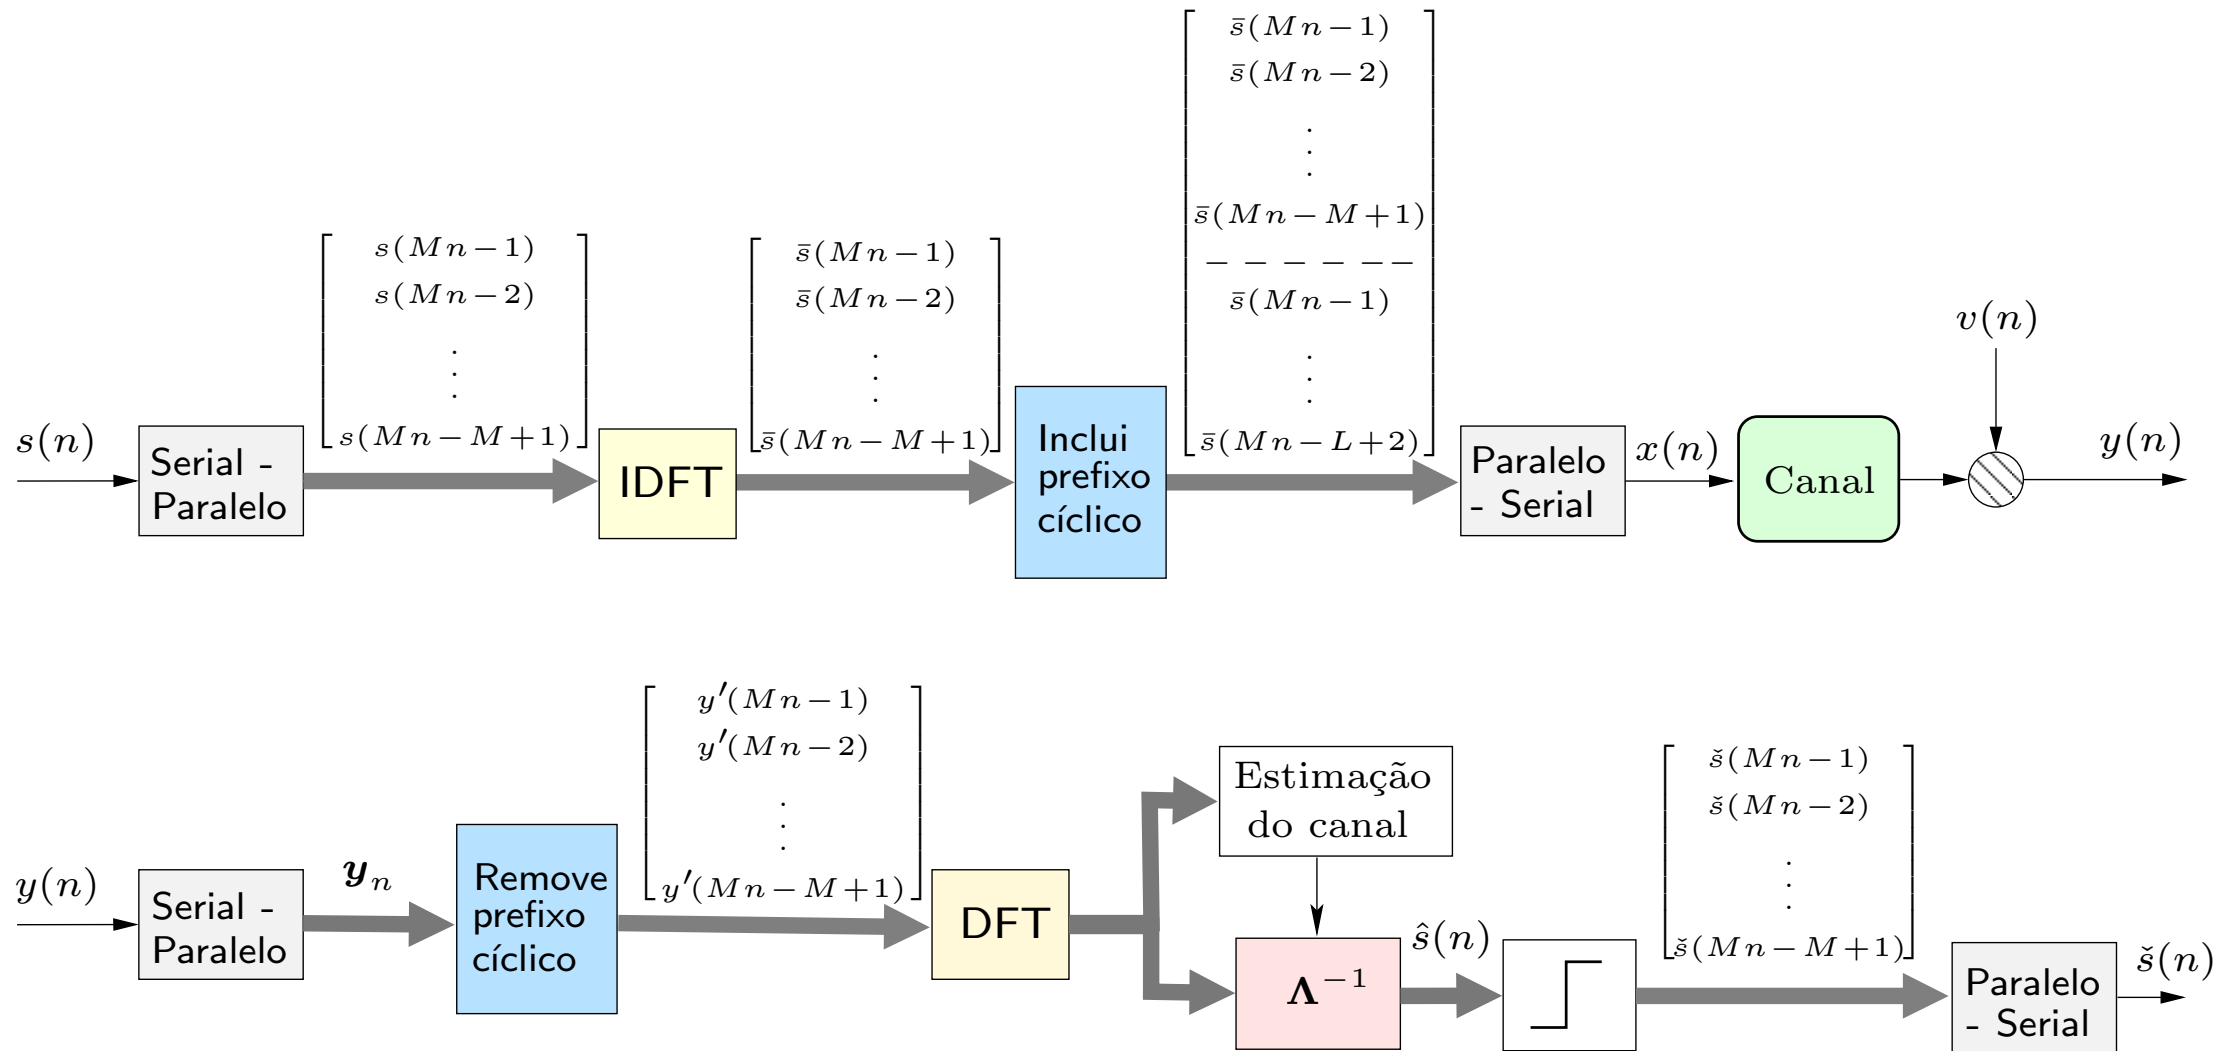 s(n)
Serial -
Paralelo
s(Mn−1)
s(Mn−2)
.
.
.
s(Mn−M+1)
IDFT
s̄(Mn−1)
s̄(Mn−2)
.
.
.
s̄(Mn−M+1)
Inclui
prefixo
cíclico
s̄(Mn−1)
s̄(Mn−2)
.
.
.
s̄(Mn−M+1)
− − − − − −−
s̄(Mn−1)
.
.
.
s̄(Mn−L+2)
Paralelo
- Serial
x(n)
Canal
v(n)
y(n)
y(n)
Serial -
Paralelo
yₙ
Remove
prefixo
cíclico
y′(Mn−1)
y′(Mn−2)
.
.
.
y′(Mn−M+1)
DFT
Estimação
do canal
Λ⁻¹
ŝ(n)
š(Mn−1)
š(Mn−2)
.
.
.
š(Mn−M+1)
Paralelo
- Serial
š(n)